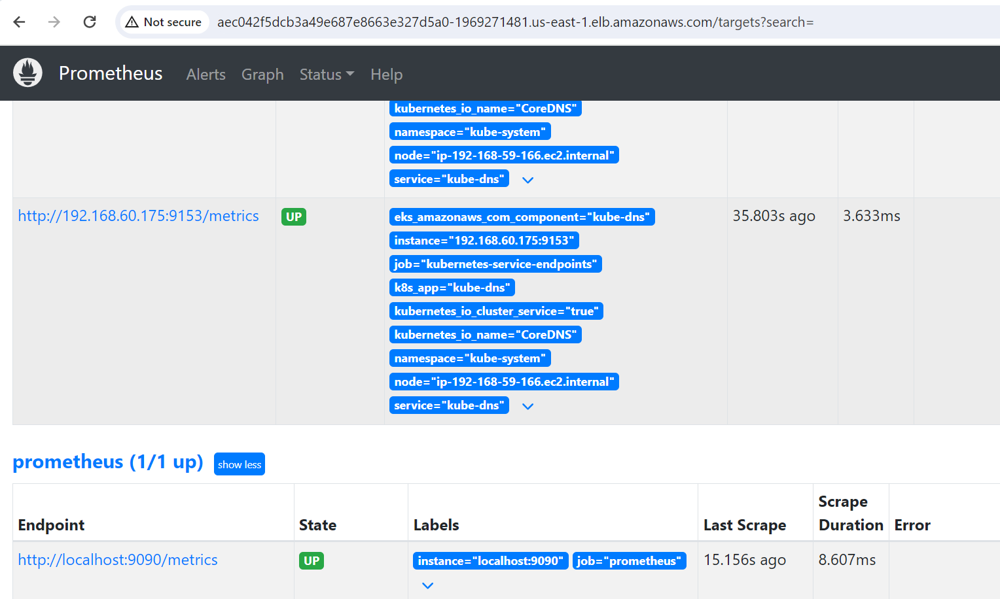 Not secure aec042f5dcb3a49e687e8663e327d5a0-1969271481.us-east-1.elb.amazonaws.com/targets?search=
Prometheus Alerts Graph Status Help
kubernetes_io_name="CoreDNS"
namespace="kube-system"
node="ip-192-168-59-166.ec2.internal"
service="kube-dns"
http://192.168.60.175:9153/metrics UP eks_amazonaws_com_component="kube-dns" 35.803s ago 3.633ms
instance="192.168.60.175:9153"
job="kubernetes-service-endpoints"
k8s_app="kube-dns"
kubernetes_io_cluster_service="true"
kubernetes_io_name="CoreDNS"
namespace="kube-system"
node="ip-192-168-59-166.ec2.internal"
service="kube-dns"
prometheus (1/1 up) show less
Endpoint State Labels Last Scrape Scrape Duration Error
http://localhost:9090/metrics UP instance="localhost:9090" job="prometheus" 15.156s ago 8.607ms